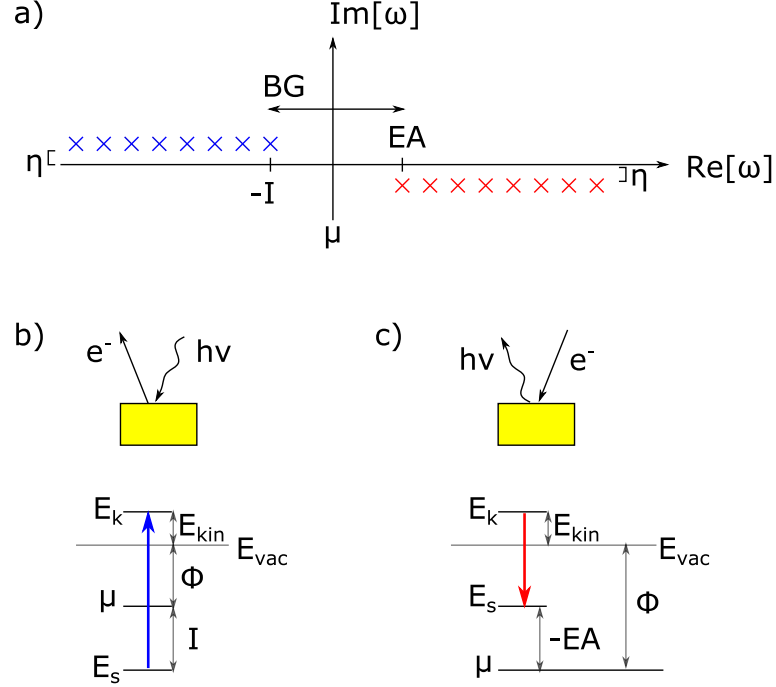 a)
Im[ω]
BG
EA
η
η
Re[ω]
-I
μ
b)
e-
hν
c)
hν
e-
Ek
Ekin
Evac
Φ
μ
I
Es
Ek
Ekin
Evac
Es
Φ
-EA
μ